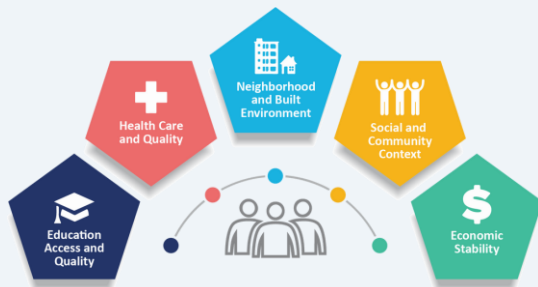 Education
Access and
Quality
Health Care
and Quality
Neighborhood
and Built
Environment
Social and
Community
Context
Economic
Stability